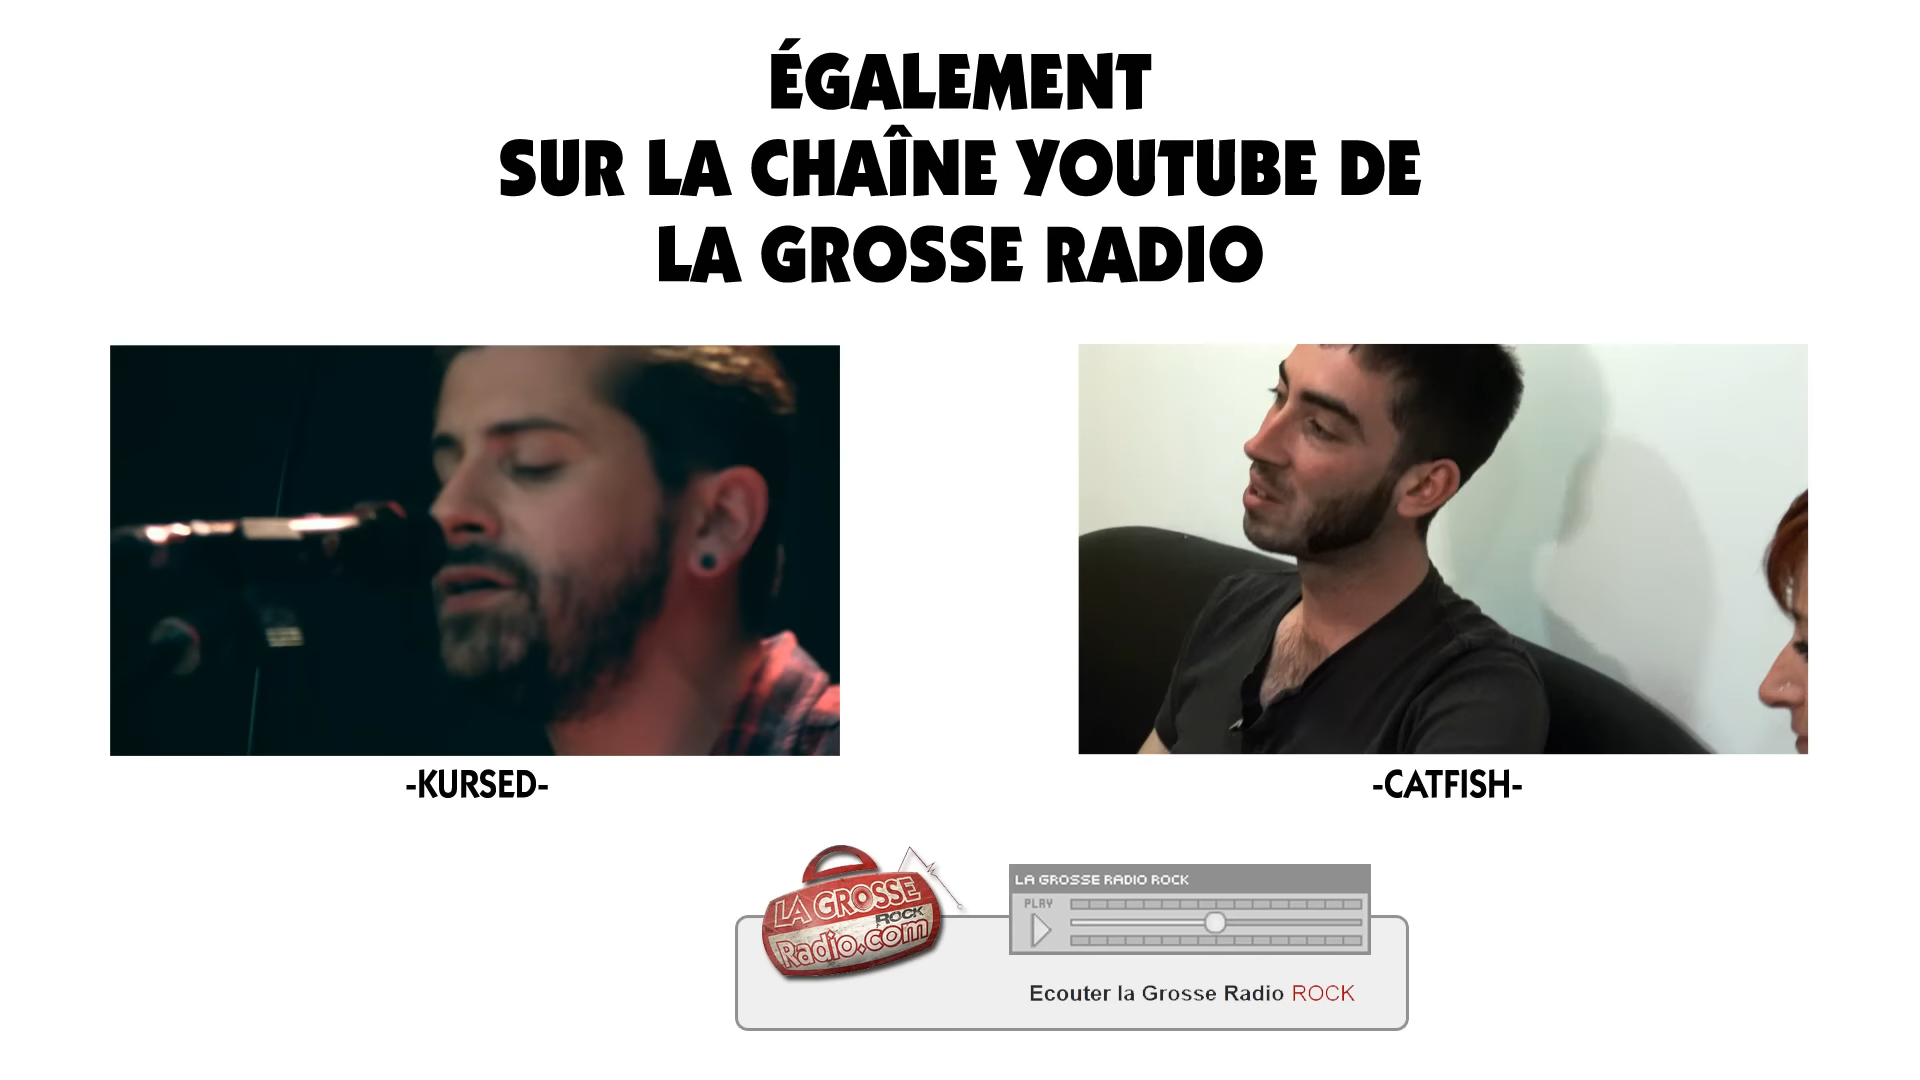 ÉGALEMENT
SUR LA CHAÎNE YOUTUBE DE
LA GROSSE RADIO
-KURSED-
-CATFISH-
LA GROSSE
ROCK
Radio.com
LA GROSSE RADIO ROCK
PLAY
Ecouter la Grosse Radio ROCK